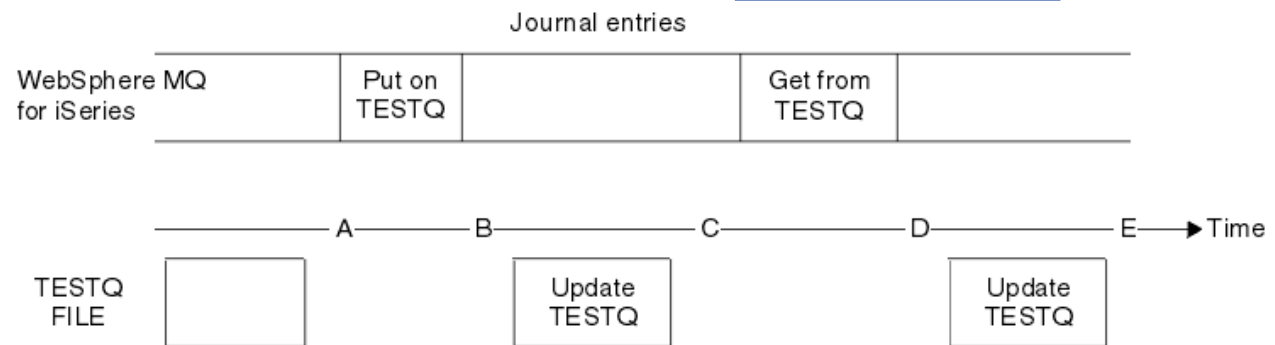 Journal entries
WebSphere MQ
for iSeries
Put on
TESTQ
Get from
TESTQ
A
B
C
D
E
Time
TESTQ
FILE
Update
TESTQ
Update
TESTQ